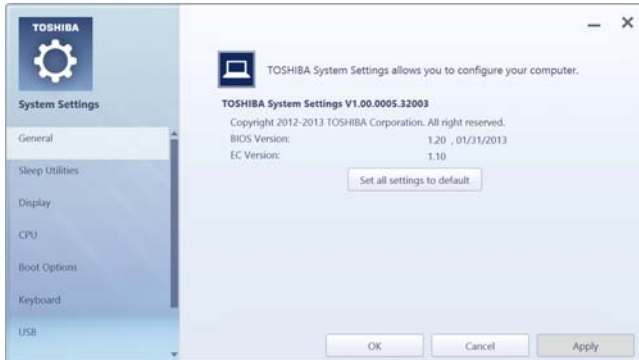 TOSHIBA
System Settings
General
Sleep Utilities
Display
CPU
Boot Options
Keyboard
USB
TOSHIBA System Settings allows you to configure your computer.
TOSHIBA System Settings V1.00.0005.32003
Copyright 2012-2013 TOSHIBA Corporation. All right reserved.
BIOS Version: 1.20 , 01/31/2013
EC Version: 1.10
Set all settings to default
OK Cancel Apply